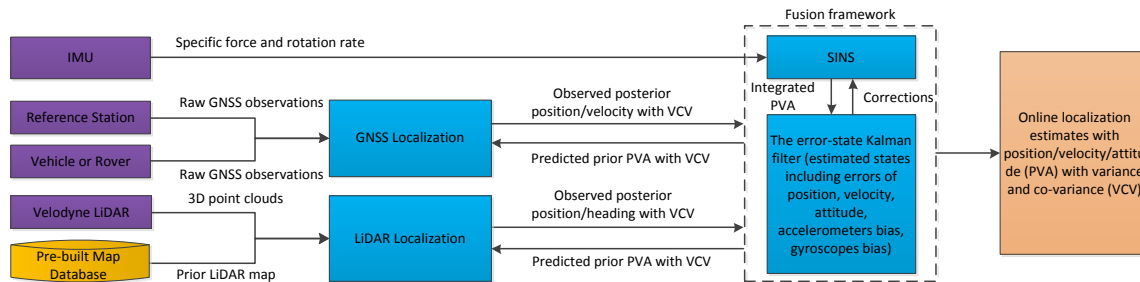 Fusion framework
Specific force and rotation rate
IMU
SINS
Integrated
PVA
Corrections
Raw GNSS observations
Reference Station
Vehicle or Rover
Raw GNSS observations
GNSS Localization
Observed posterior
position/velocity with VCV
Predicted prior PVA with VCV
3D point clouds
Velodyne LiDAR
Pre-built Map
Database
Prior LiDAR map
LiDAR Localization
Observed posterior
position/heading with VCV
Predicted prior PVA with VCV
The error-state Kalman
filter (estimated states
including errors of
position, velocity,
attitude,
accelerometers bias,
gyroscopes bias)
Online localization
estimates with
position/velocity/attitu
de (PVA) with variance
and co-variance (VCV)